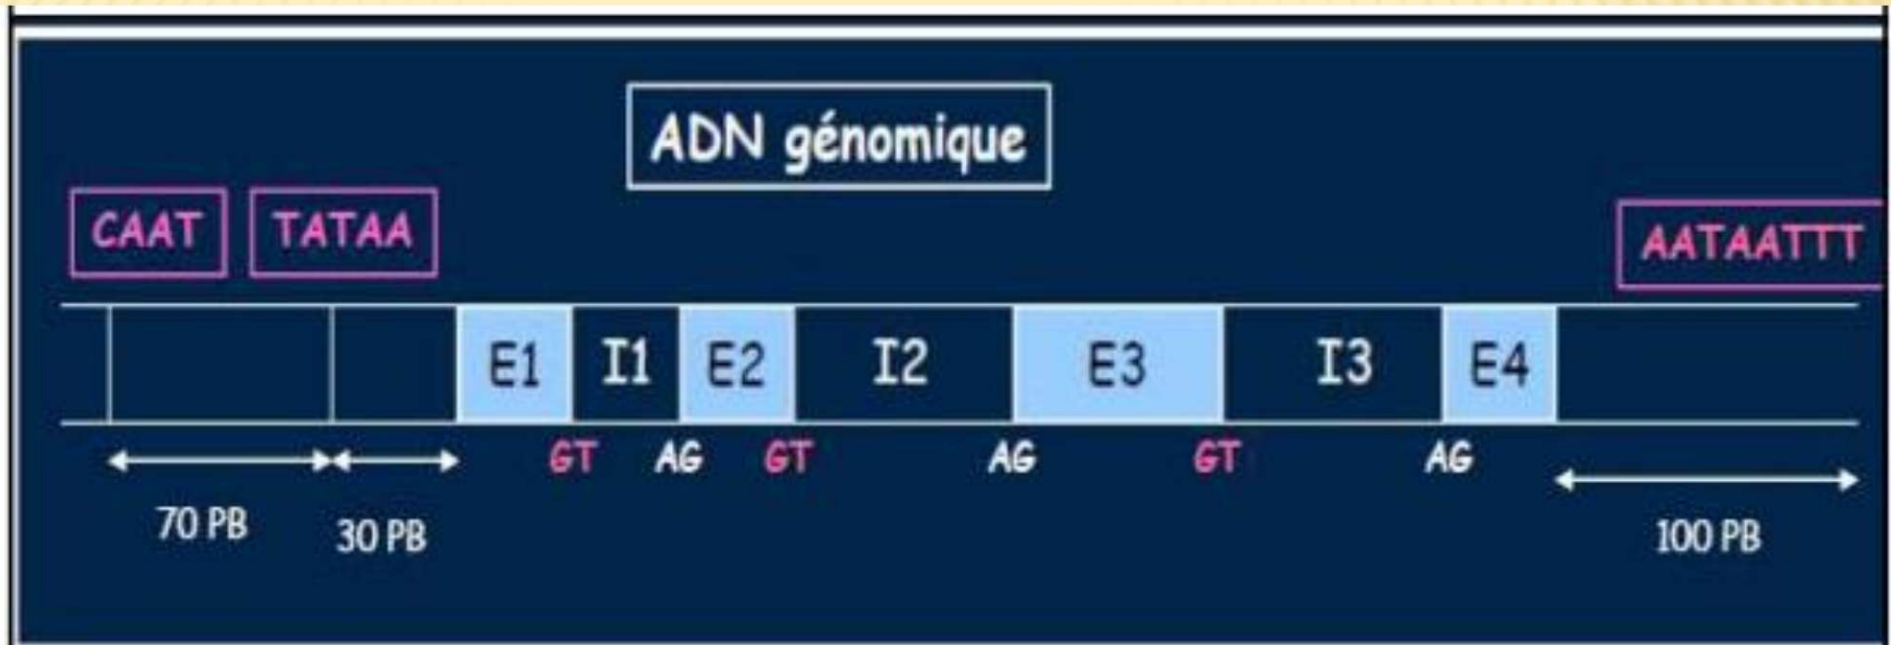 ADN génomique
CAAT TATAA AATAATTT
E1 I1 E2 I2 E3 I3 E4
GT AG GT AG GT AG
70 PB 30 PB 100 PB